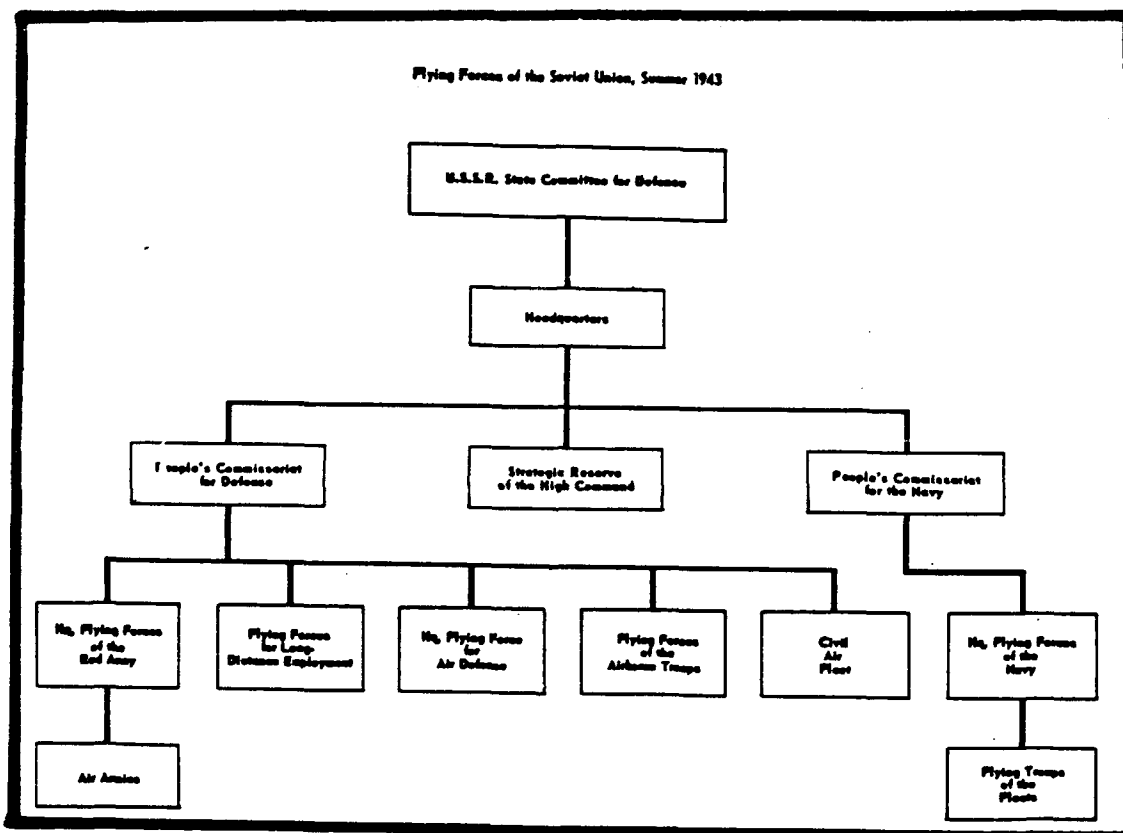 Flying Forces of the Soviet Union, Summer 1943
U.S.S.R. State Committee for Defense
Headquarters
People's Commissariat
for Defense
Strategic Reserve
of the High Command
People's Commissariat
for the Navy
Hq, Flying Forces
of the
Red Army
Flying Forces
for Long-
Distance Employment
Hq, Flying Force
for
Air Defense
Flying Forces
of the
Airborne Troops
Civil
Air
Fleet
Hq, Flying Forces
of the
Navy
Air Armies
Flying Troops
of the
Fleets